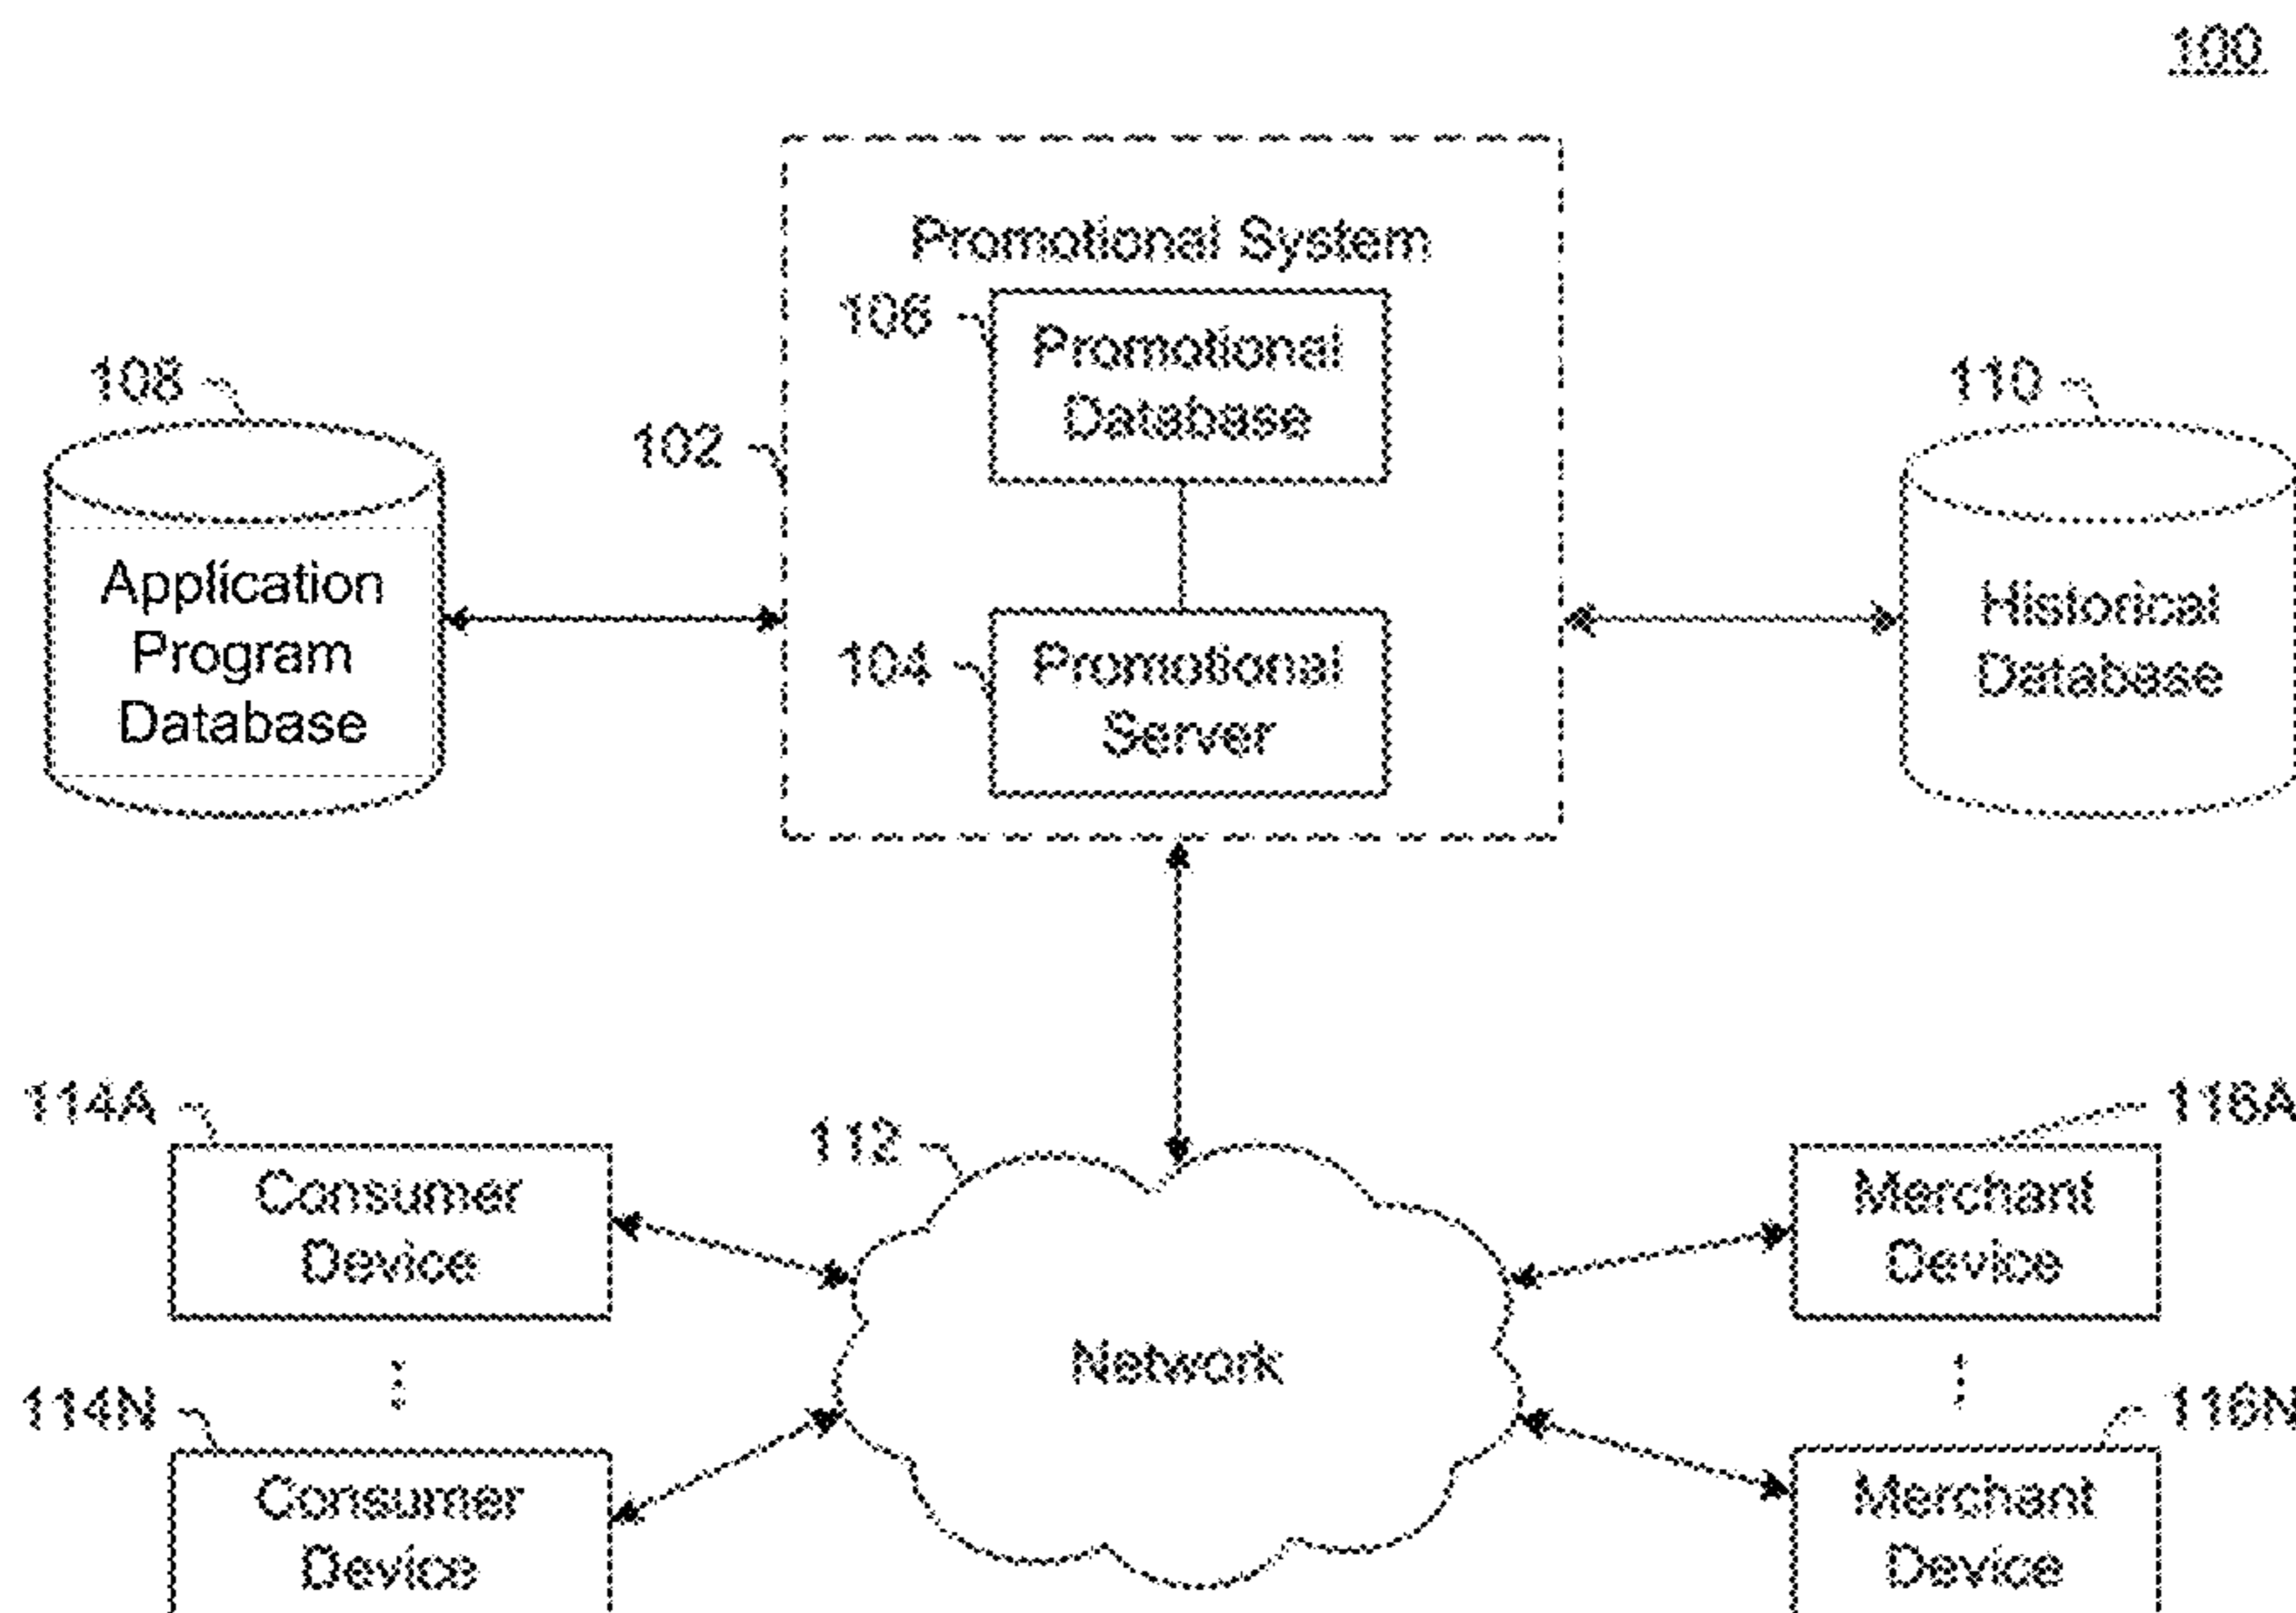 100
Promotional System
106
Promotional
Database
108
110
102
Application
Program
Database
Historical
Database
104
Promotional
Server
114A
116A
112
Consumer
Device
Merchant
Device
Network
114N
116N
Consumer
Device
Merchant
Device